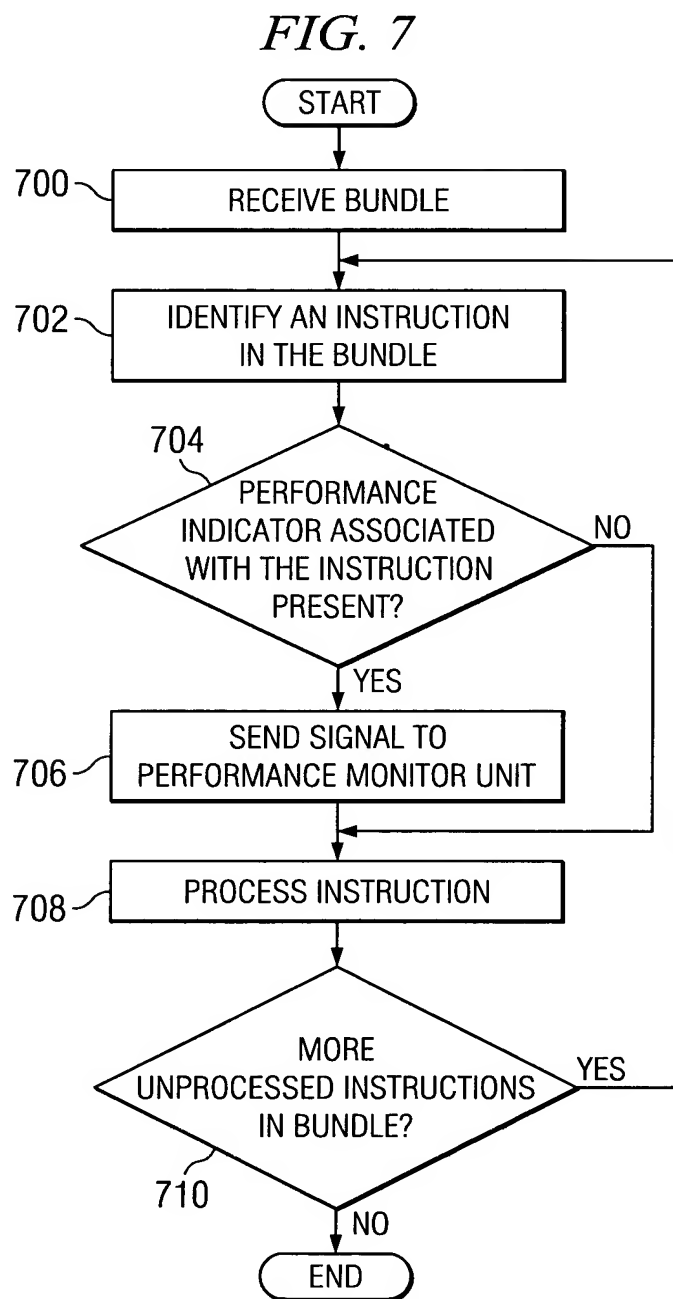 FIG. 7
START
700
RECEIVE BUNDLE
702
IDENTIFY AN INSTRUCTION
IN THE BUNDLE
704
PERFORMANCE
INDICATOR ASSOCIATED
WITH THE INSTRUCTION
PRESENT?
NO
YES
706
SEND SIGNAL TO
PERFORMANCE MONITOR UNIT
708
PROCESS INSTRUCTION
MORE
UNPROCESSED INSTRUCTIONS
IN BUNDLE?
YES
710
NO
END